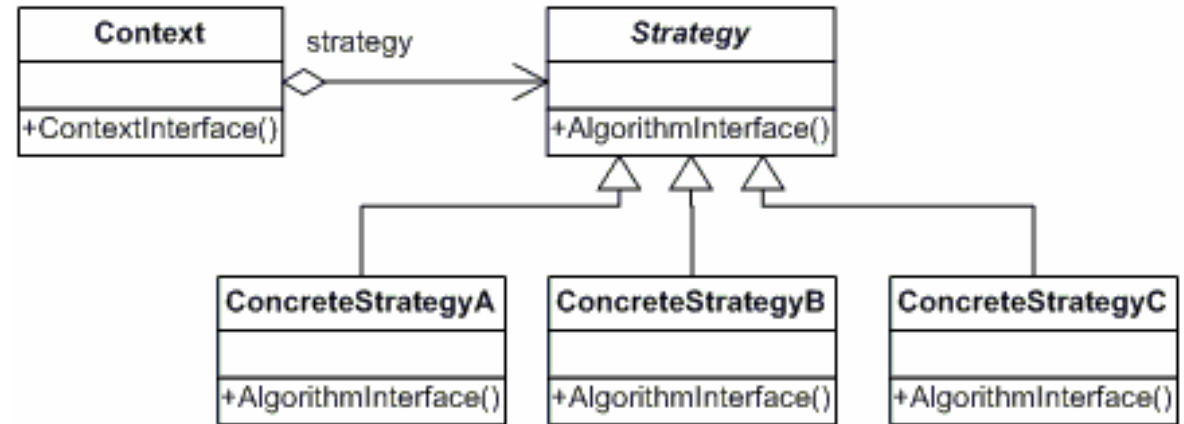 Context
strategy
Strategy
+ContextInterface()
+AlgorithmInterface()
ConcreteStrategyA
ConcreteStrategyB
ConcreteStrategyC
+AlgorithmInterface()
+AlgorithmInterface()
+AlgorithmInterface()